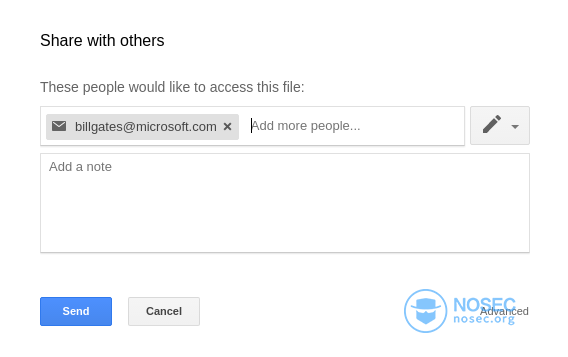 Share with others
These people would like to access this file:
billgates@microsoft.com × Add more people...
Add a note
Send Cancel Advanced
NOSEC
nosec.org